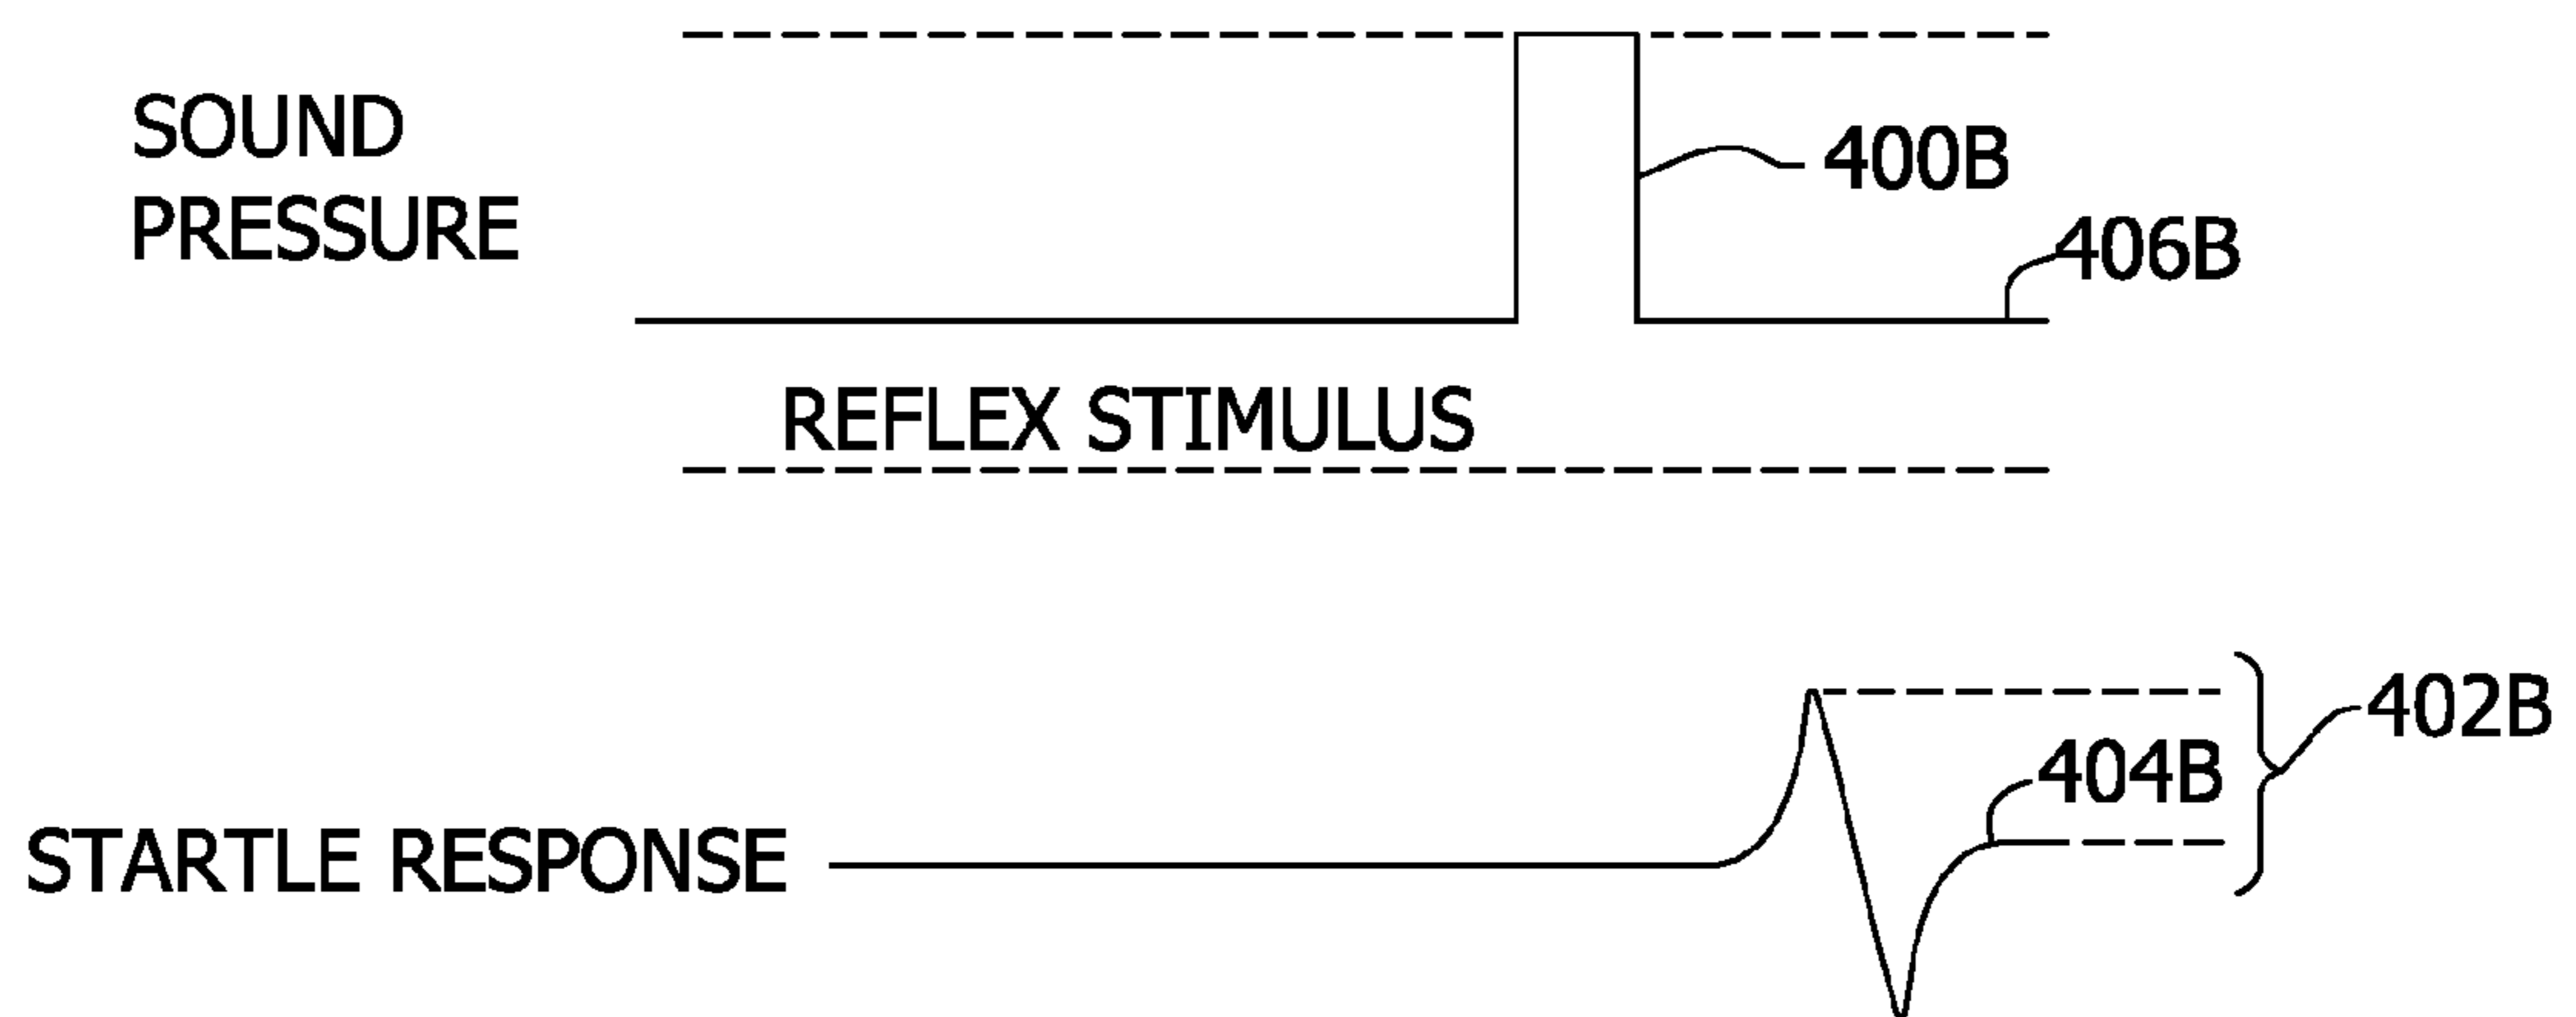 SOUND
PRESSURE
400B
406B
REFLEX STIMULUS
402B
404B
STARTLE RESPONSE